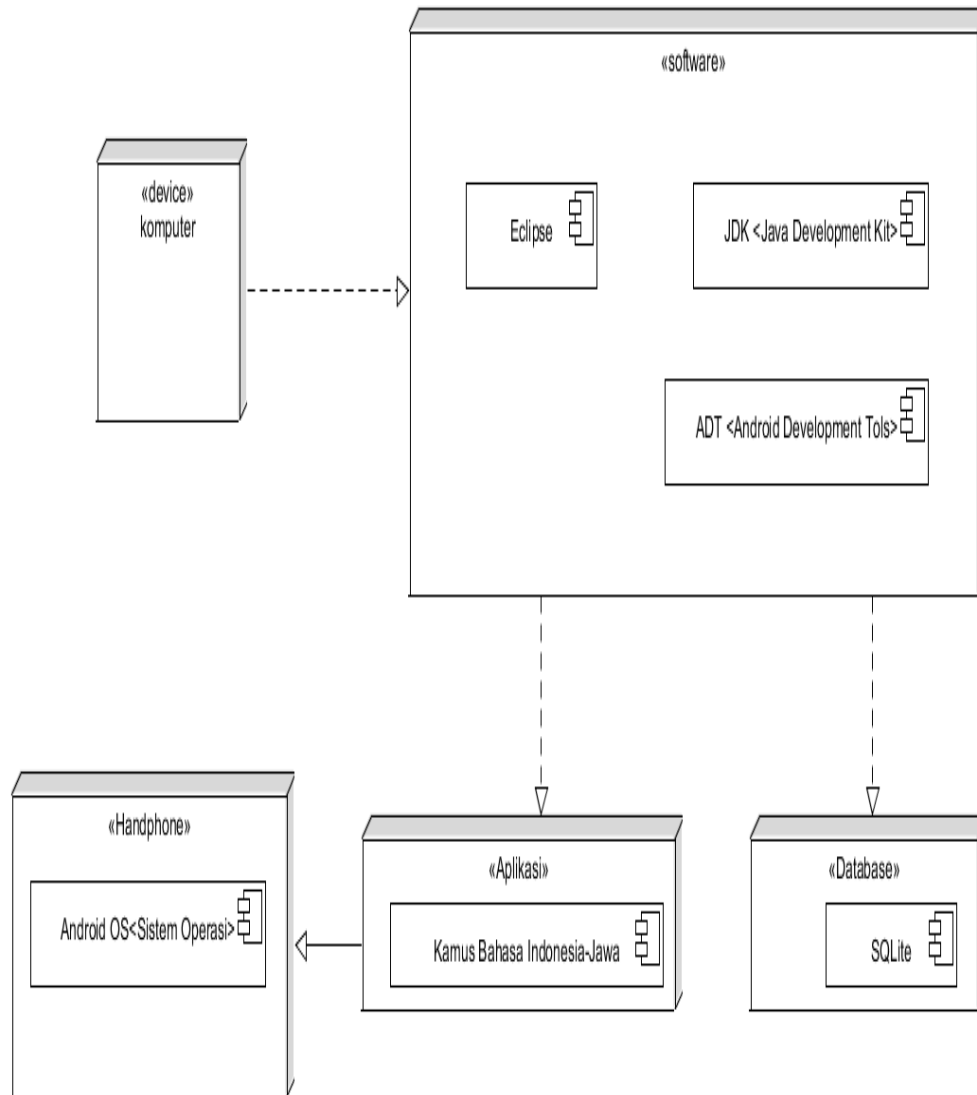 «software»
«device»
komputer
Eclipse
JDK <Java Development Kit>
ADT <Android Development Tols>
«Handphone»
Android OS<Sistem Operasi>
«Aplikasi»
Kamus Bahasa Indonesia-Jawa
«Database»
SQLite